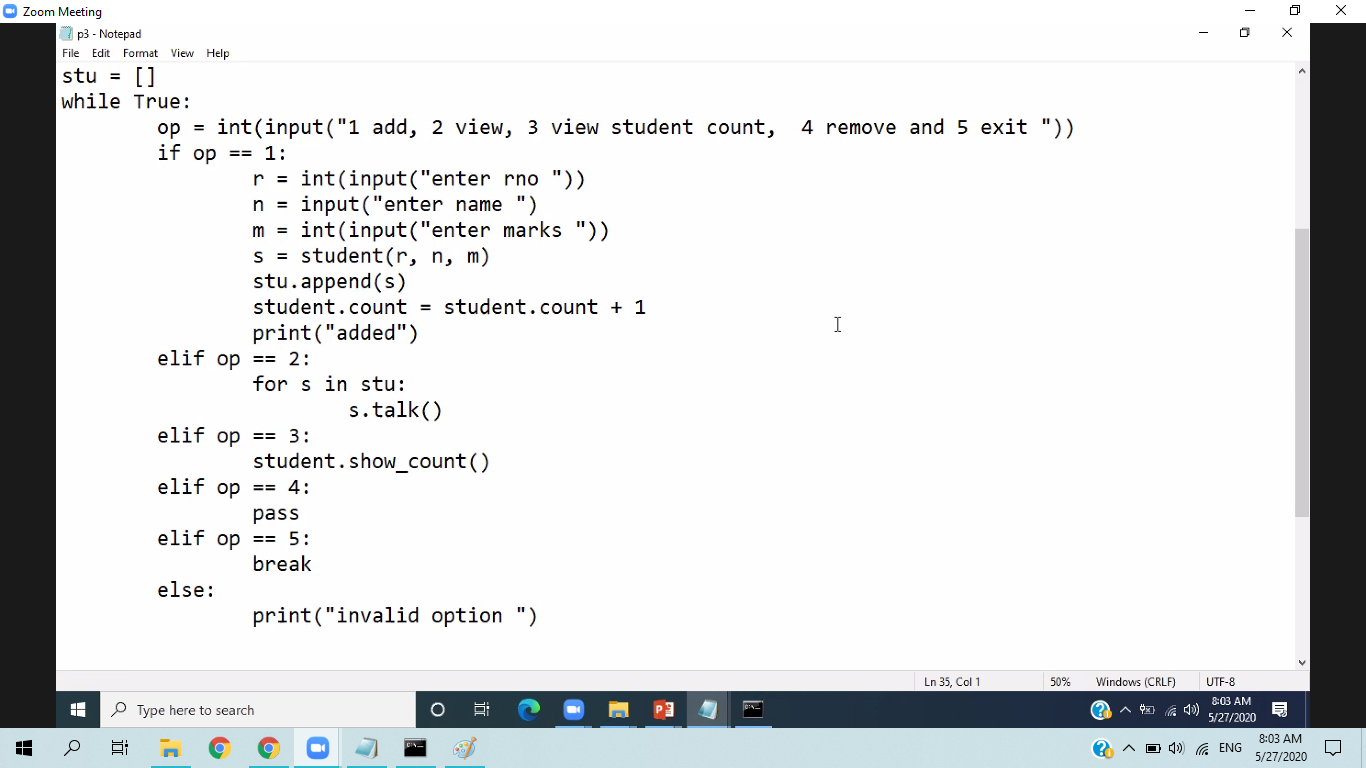 Zoom Meeting
p3 - Notepad
File Edit Format View Help
stu = []
while True:
        op = int(input("1 add, 2 view, 3 view student count,  4 remove and 5 exit "))
        if op == 1:
                r = int(input("enter rno "))
                n = input("enter name ")
                m = int(input("enter marks "))
                s = student(r, n, m)
                stu.append(s)
                student.count = student.count + 1
                print("added")
        elif op == 2:
                for s in stu:
                        s.talk()
        elif op == 3:
                student.show_count()
        elif op == 4:
                pass
        elif op == 5:
                break
        else:
                print("invalid option ")
Ln 35, Col 1 50% Windows (CRLF) UTF-8
Type here to search
8:03 AM
5/27/2020
ENG
8:03 AM
5/27/2020